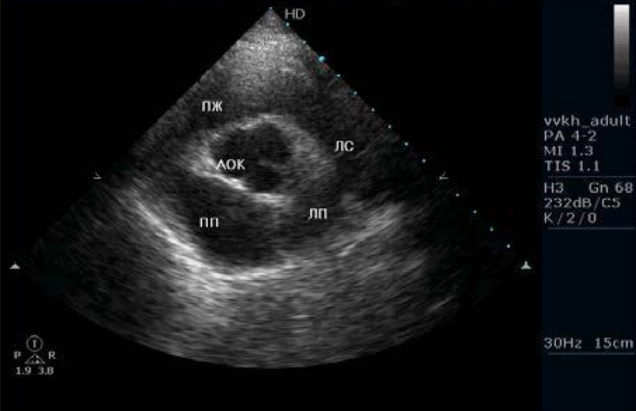 HD
ПЖ
ЛС
АОК
ПП
ЛП
vvkh_adult
PA 4-2
MI 1.3
TIS 1.1
H3 Gn 68
232dB/C5
K/2/0
30Hz 15cm
P R
1.9 3.8